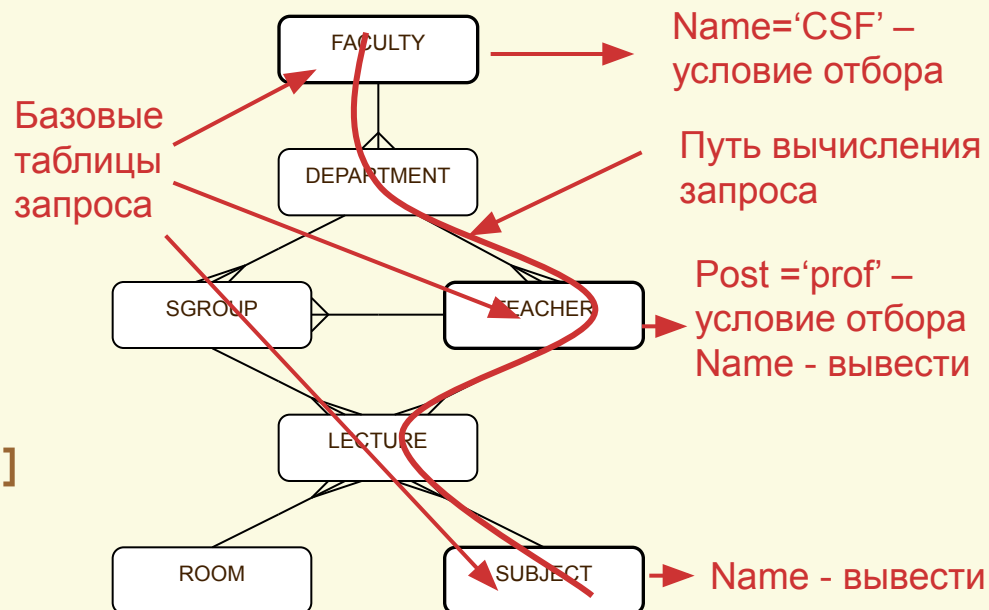 FACULTY
Name=‘CSF’ –
условие отбора
Базовые
таблицы
запроса
DEPARTMENT
Путь вычисления
запроса
SGROUP
TEACHER
Post =‘prof’ –
условие отбора
Name - вывести
LECTURE
]
ROOM
SUBJECT
Name - вывести